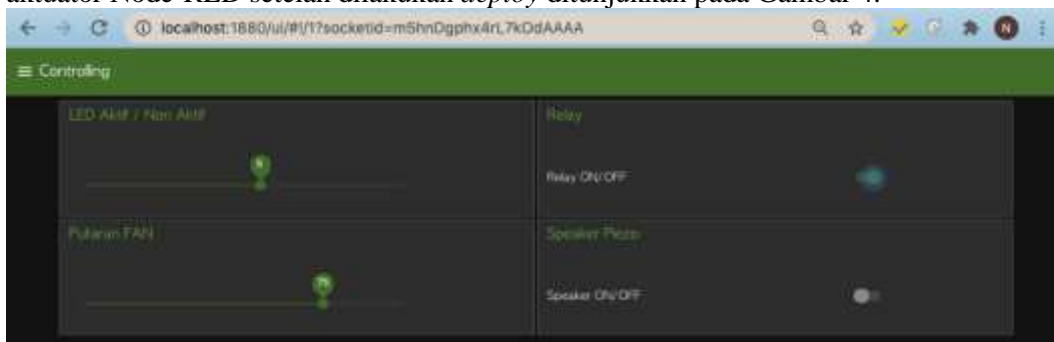 aktuator Node-RED setelah dilakukan deploy ditunjukkan pada Gambar 4.
localhost:1880/ui/#!/1?socketid=m5hnDgphx4rL7kOdAAAA
N
Controling
LED Aktif / Non Aktif
Relay
Relay ON/OFF
Putaran FAN
Speaker Piezo
Speaker ON/OFF